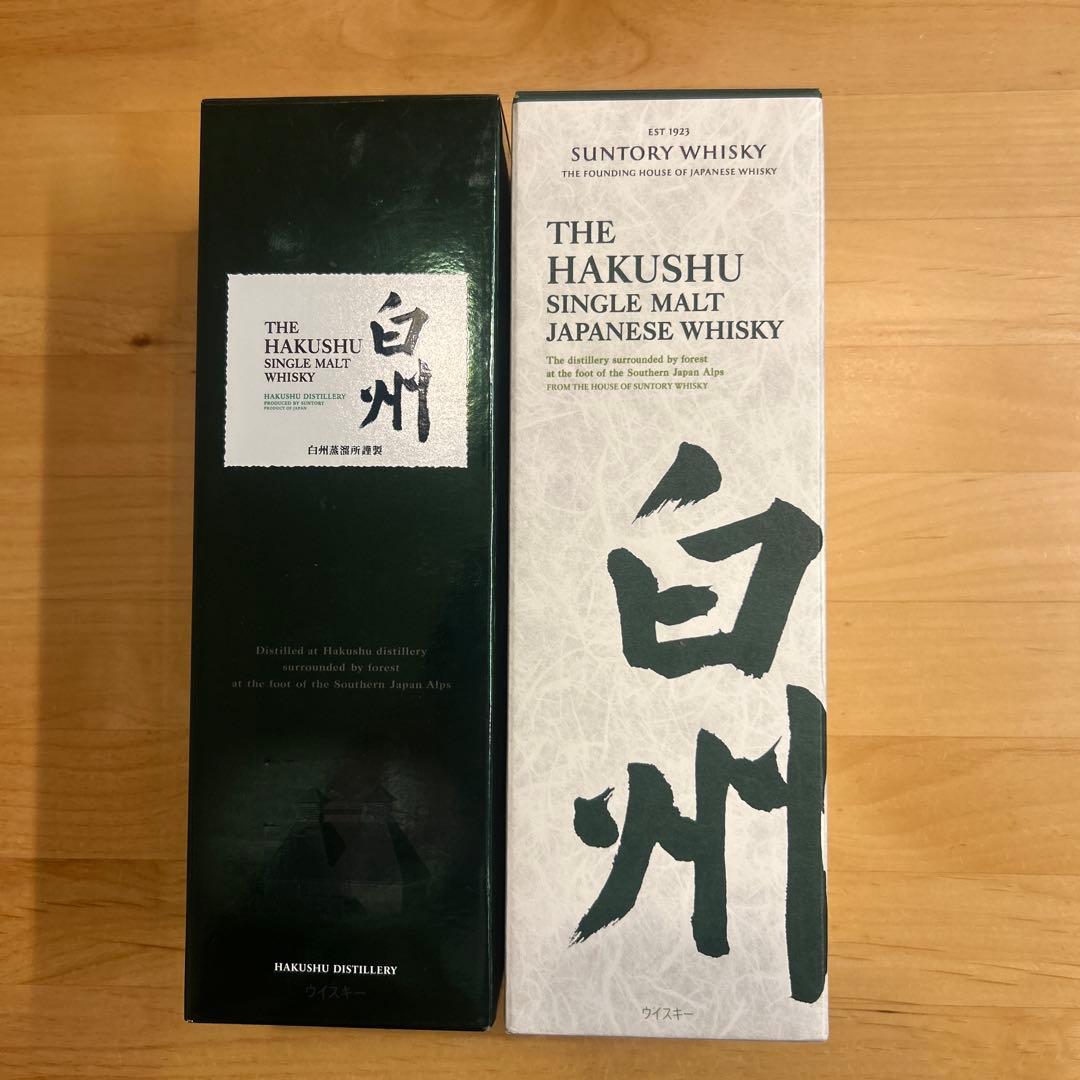 THE
HAKUSHU
SINGLE MALT
WHISKY
HAKUSHU DISTILLERY
PRODUCED BY SUNTORY
PRODUCT OF JAPAN
白州
白州蒸溜所謹製
Distilled at Hakushu distillery
surrounded by forest
at the foot of the Southern Japan Alps
HAKUSHU DISTILLERY
ウイスキー
EST 1923
SUNTORY WHISKY
THE FOUNDING HOUSE OF JAPANESE WHISKY
THE
HAKUSHU
SINGLE MALT
JAPANESE WHISKY
The distillery surrounded by forest
at the foot of the Southern Japan Alps
FROM THE HOUSE OF SUNTORY WHISKY
白州
ウイスキー